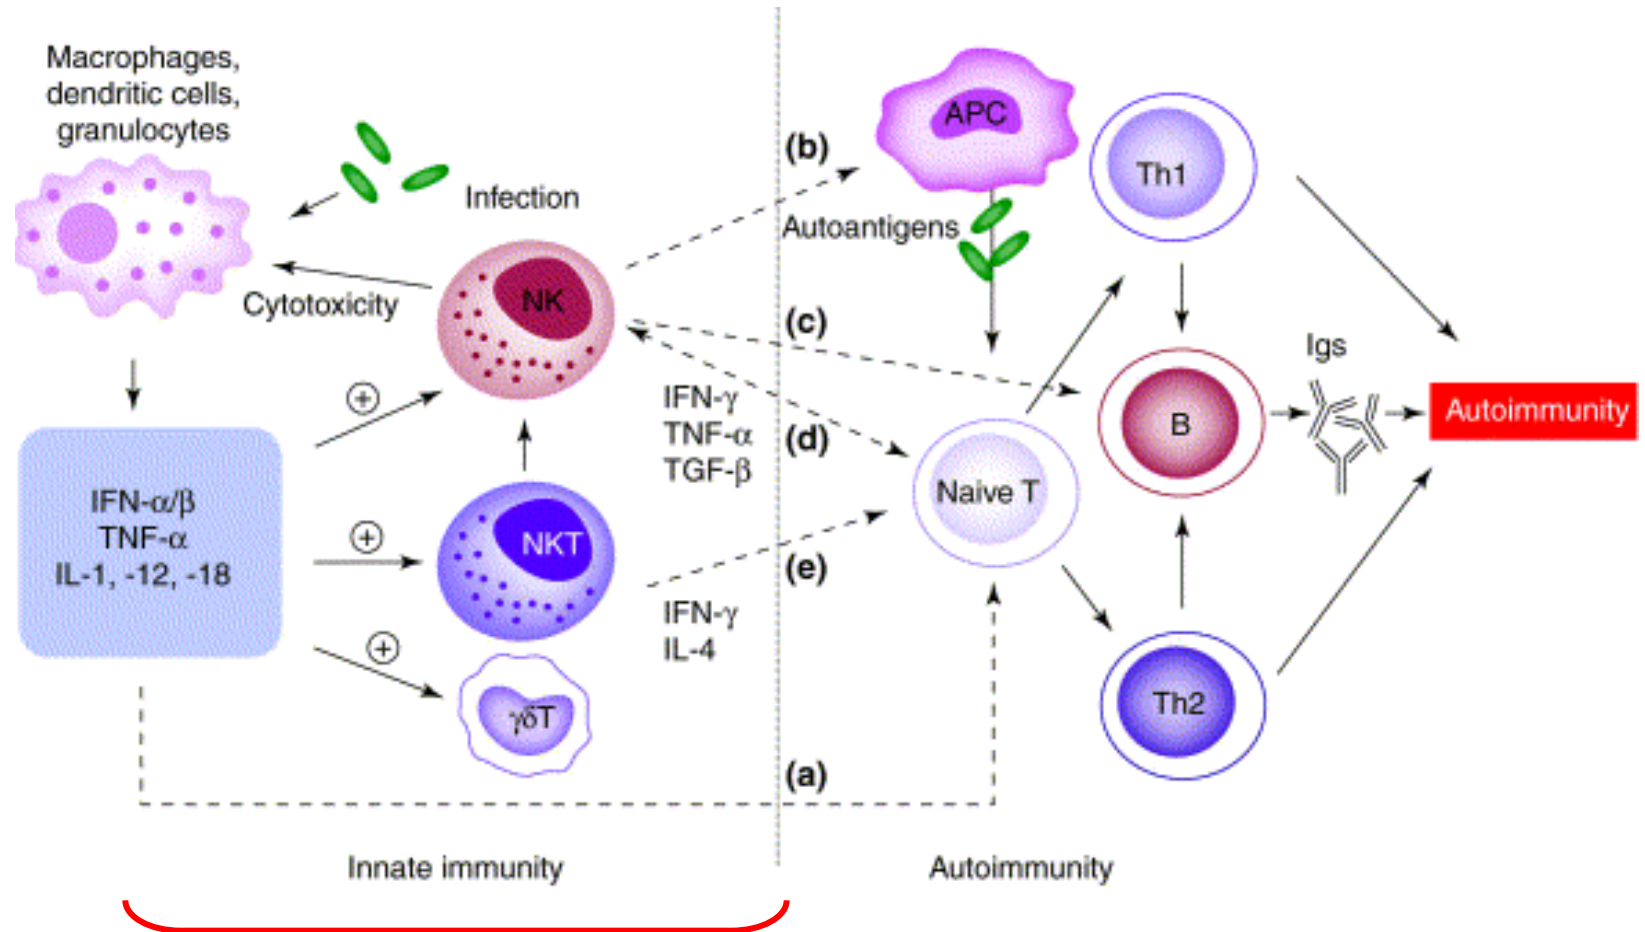 Macrophages,
dendritic cells,
granulocytes
Infection
Cytotoxicity
NK
IFN-α/β
TNF-α
IL-1, -12, -18
+
+
+
NKT
γδT
IFN-γ
TNF-α
TGF-β
IFN-γ
IL-4
(b)
(c)
(d)
(e)
(a)
APC
Autoantigens
Th1
Naive T
B
Th2
Igs
Autoimmunity
Innate immunity
Autoimmunity